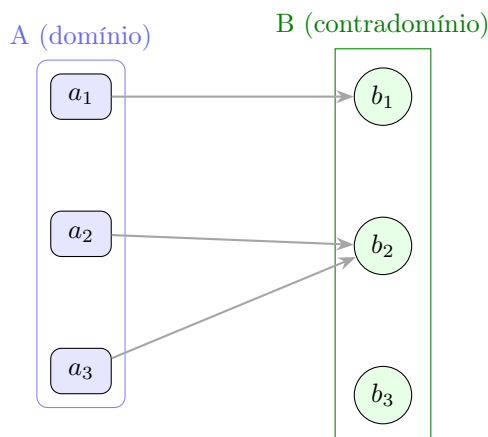 A (domínio)
B (contradomínio)
a₁
b₁
a₂
b₂
a₃
b₃